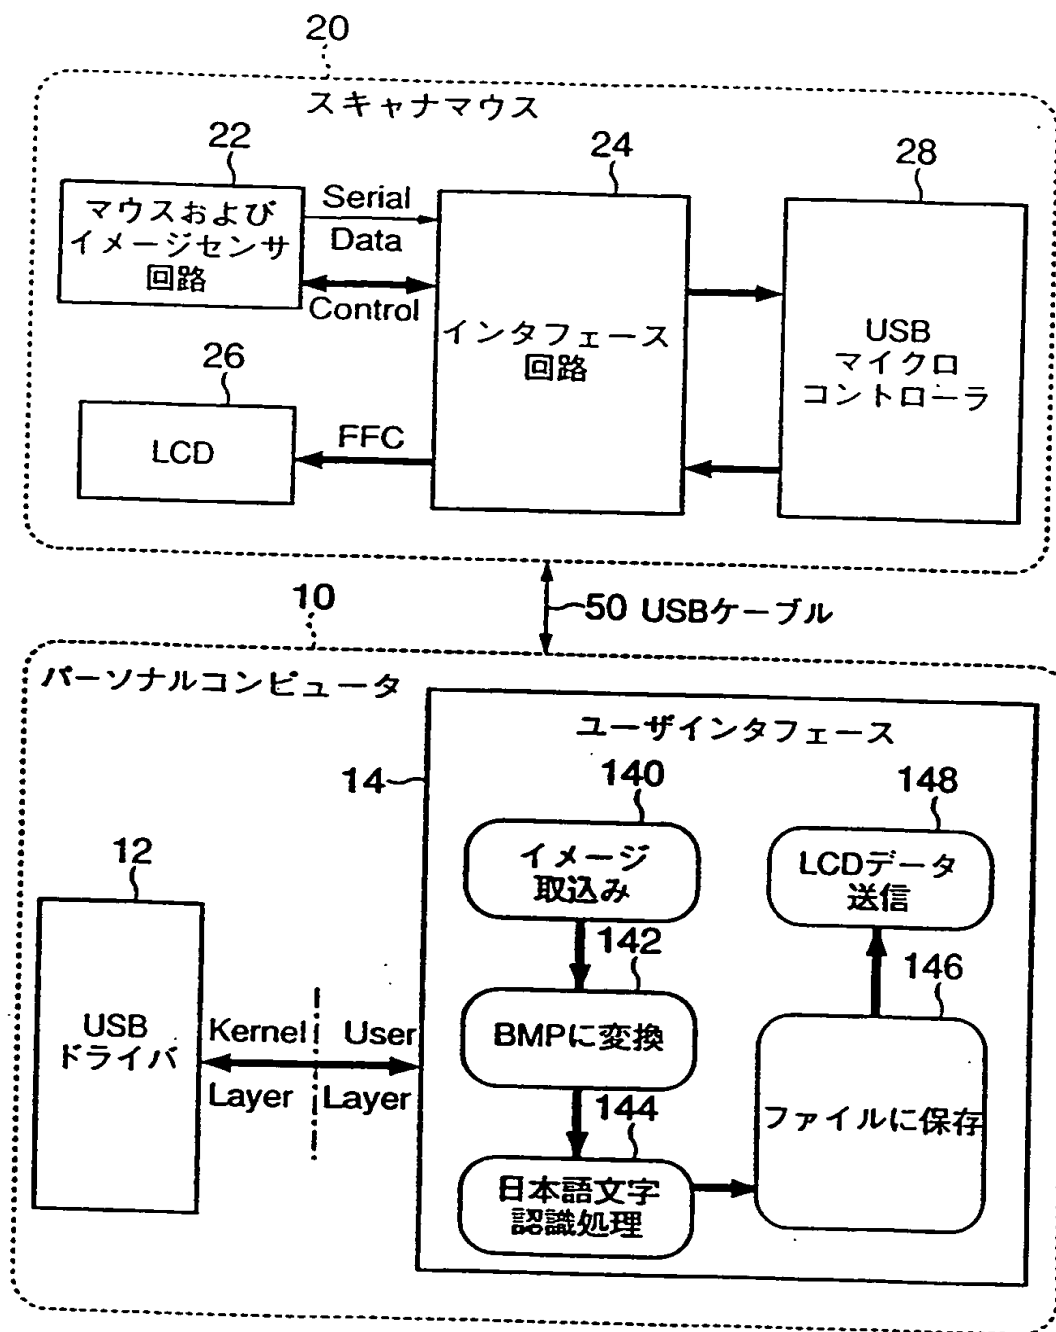 20
スキャナマウス
22
マウスおよび
イメージセンサ
回路
Serial
Data
Control
24
インタフェース
回路
28
USB
マイクロ
コントローラ
26
LCD
FFC
50 USBケーブル
10
パーソナルコンピュータ
ユーザインタフェース
14
140
イメージ
取込み
142
BMPに変換
144
日本語文字
認識処理
148
LCDデータ
送信
146
ファイルに保存
12
USB
ドライバ
Kernel
Layer
User
Layer